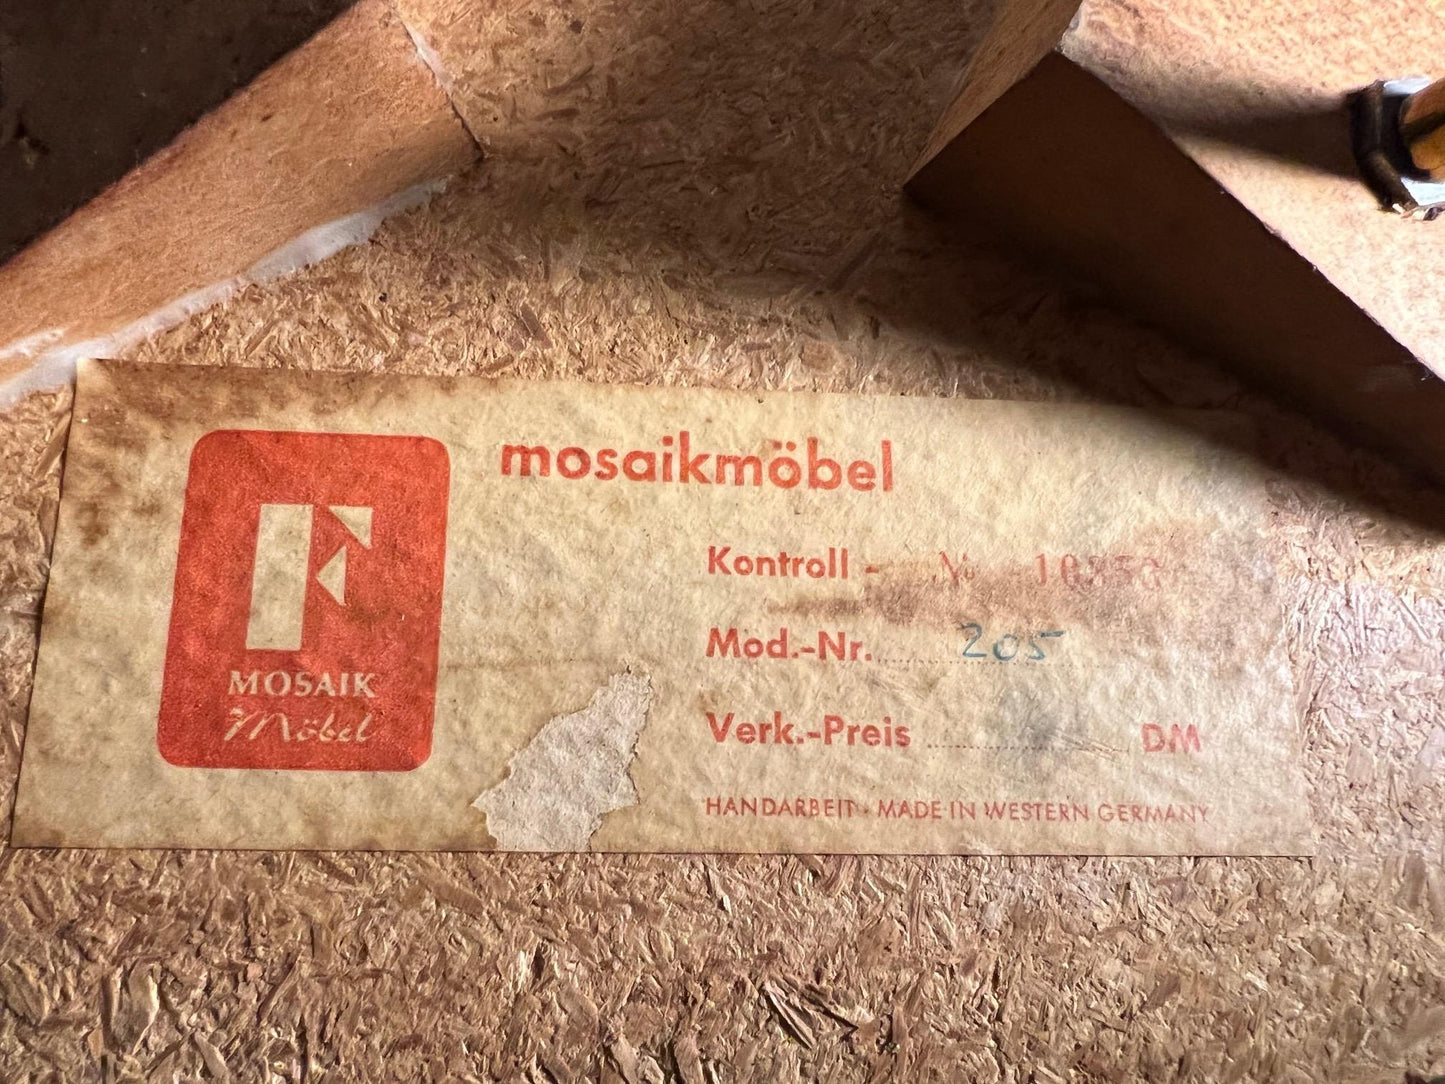 mosaikmöbel
MOSAIK
Möbel
Kontroll -
Mod.-Nr. 205
Verk.-Preis DM
HANDARBEIT · MADE IN WESTERN GERMANY